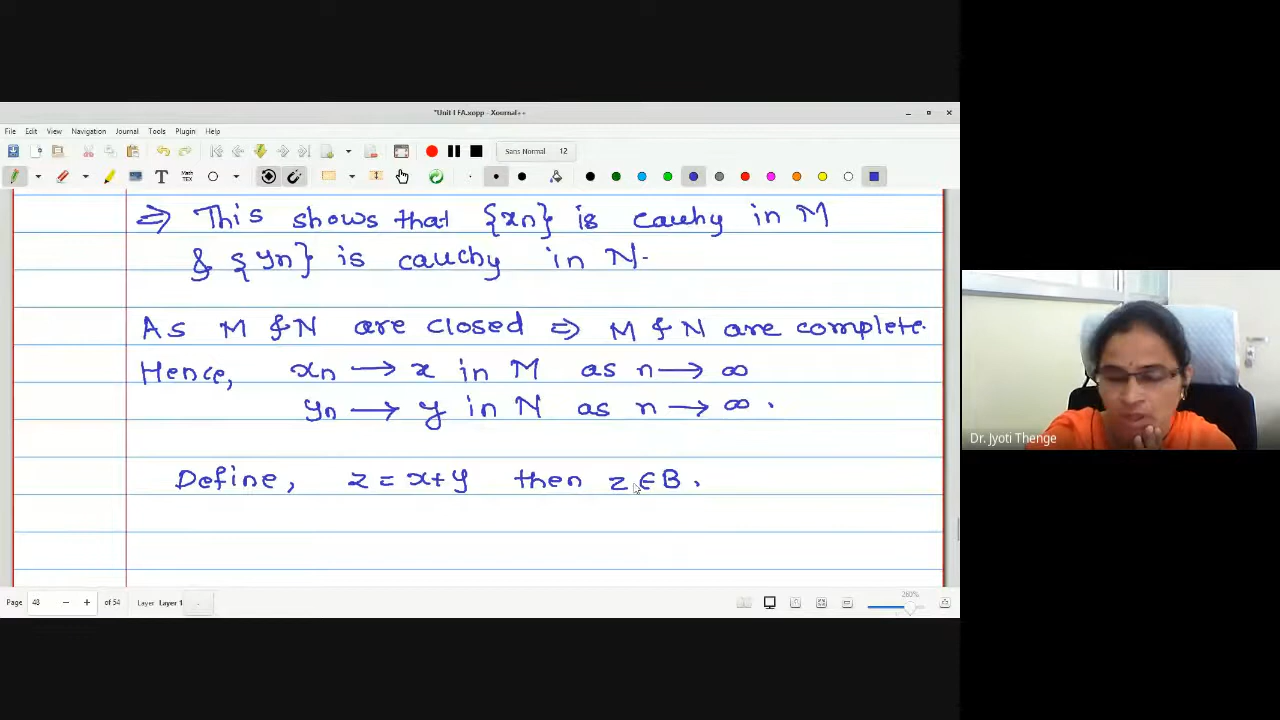 *Unit I FA.xopp - Xournal++
File Edit View Navigation Journal Tools Plugin Help
Sans Normal 12
⇒ This shows that {xn} is cauhy in M
& {yn} is cauchy in N.
As M & N are closed ⇒ M & N are complete.
Hence, xn → x in M as n → ∞
yn → y in N as n → ∞.
Define, z = x+y then z ∈ B.
Page 48 − + of 54 Layer Layer 1 260%
Dr. Jyoti Thenge